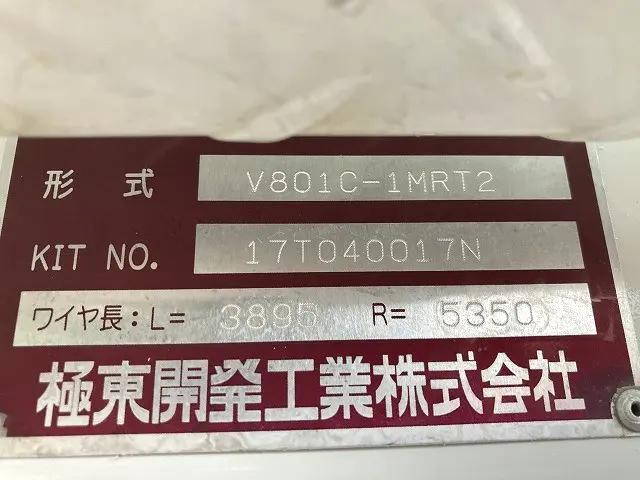 形 式 V801C-1MRT2
KIT NO. 17T040017N
ワイヤ長:L= 3895 R= 5350
極東開発工業株式会社